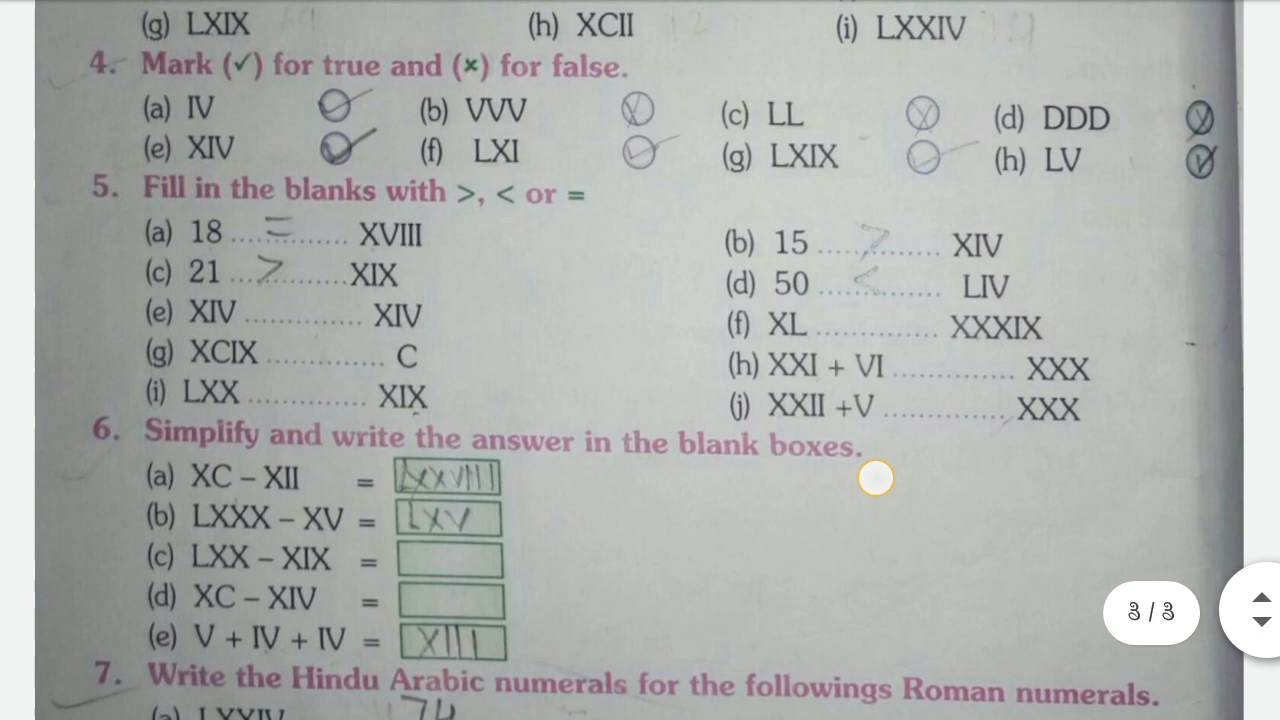 (g) LXIX 69 (h) XCII (i) LXXIV
4. Mark (✓) for true and (×) for false.
(a) IV ✓ (b) VVV × (c) LL × (d) DDD ×
(e) XIV ✓ (f) LXI ✓ (g) LXIX ✓ (h) LV ✓
5. Fill in the blanks with >, < or =
(a) 18 ....=........ XVIII (b) 15 .....>....... XIV
(c) 21 ...>.........XIX (d) 50 .....<....... LIV
(e) XIV ............. XIV (f) XL ............. XXXIX
(g) XCIX ............. C (h) XXI + VI ............. XXX
(i) LXX ............. XIX (j) XXII +V ............. XXX
6. Simplify and write the answer in the blank boxes.
(a) XC – XII = LXXVIII
(b) LXXX – XV = LXV
(c) LXX – XIX =
(d) XC – XIV =
(e) V + IV + IV = XIII
3 / 3
7. Write the Hindu Arabic numerals for the followings Roman numerals.
(a) LXXIV 74